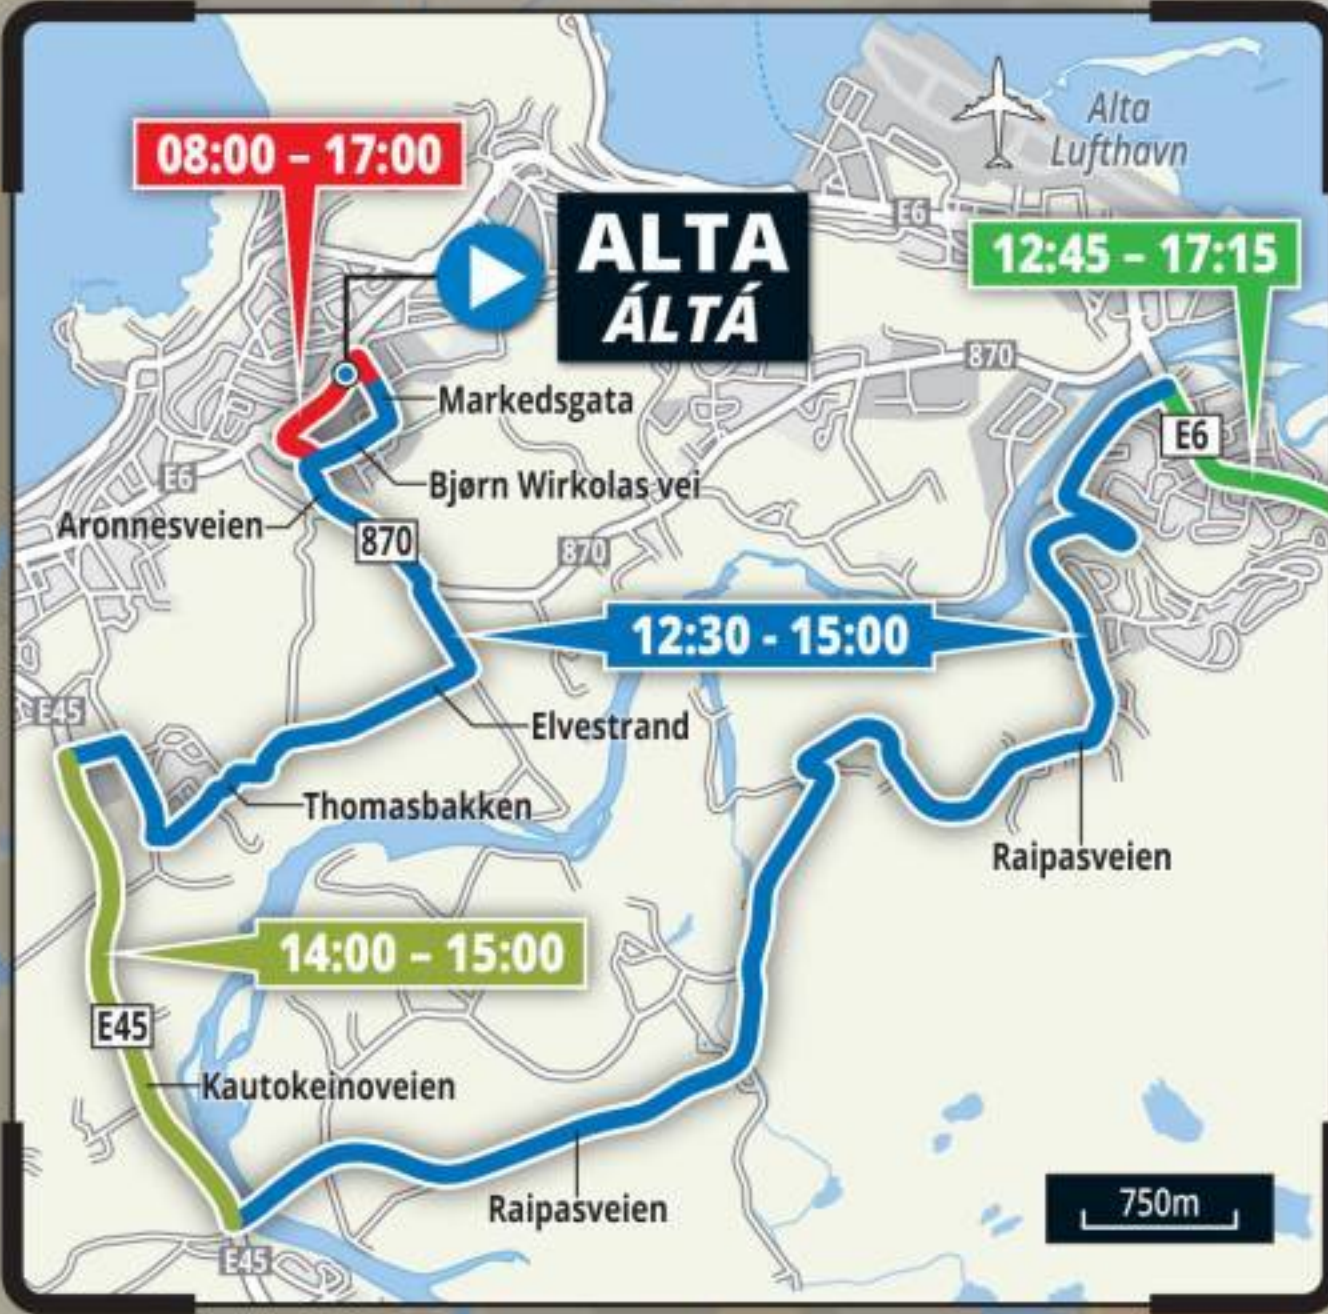 Alta
Lufthavn
08:00 – 17:00
ALTA
ÁLTÁ
E6
12:45 – 17:15
870
Markedsgata
E6
E6
Bjørn Wirkolas vei
Aronnesveien
870
870
12:30 - 15:00
E45
Elvestrand
Thomasbakken
Raipasveien
14:00 – 15:00
E45
Kautokeinoveien
Raipasveien
750m
E45